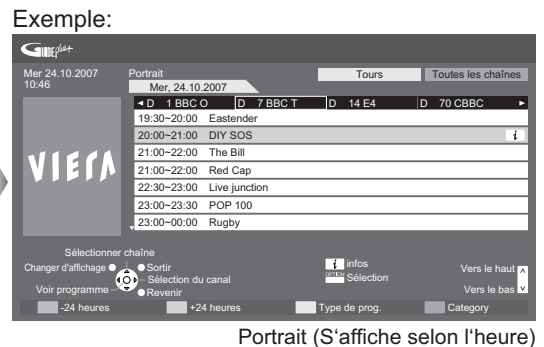 Exemple:
GUIDE plus+
Mer 24.10.2007
10:46
Portrait
Mer, 24.10.2007
Tours
Toutes les chaînes
D 1 BBC O D 7 BBC T D 14 E4 D 70 CBBC
19:30~20:00 Eastender
20:00~21:00 DIY SOS i
21:00~22:00 The Bill
21:00~22:00 Red Cap
22:30~23:00 Live junction
23:00~23:30 POP 100
23:00~00:00 Rugby
VIERA
Sélectionner chaîne
Changer d'affichage
Sortir
Sélection du canal
Voir programme
Revenir
i infos
OPTION Sélection
Vers le haut
Vers le bas
-24 heures +24 heures Type de prog. Category
Portrait (S'affiche selon l'heure)